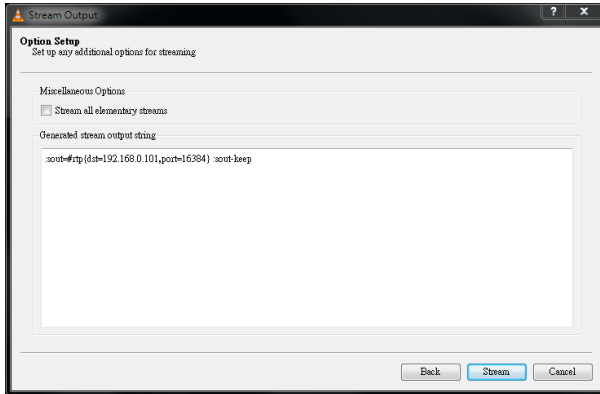 Stream Output
Option Setup
Set up any additional options for streaming
Miscellaneous Options
Stream all elementary streams
Generated stream output string
:sout=#rtp{dst=192.168.0.101,port=16384} :sout-keep
Back
Stream
Cancel